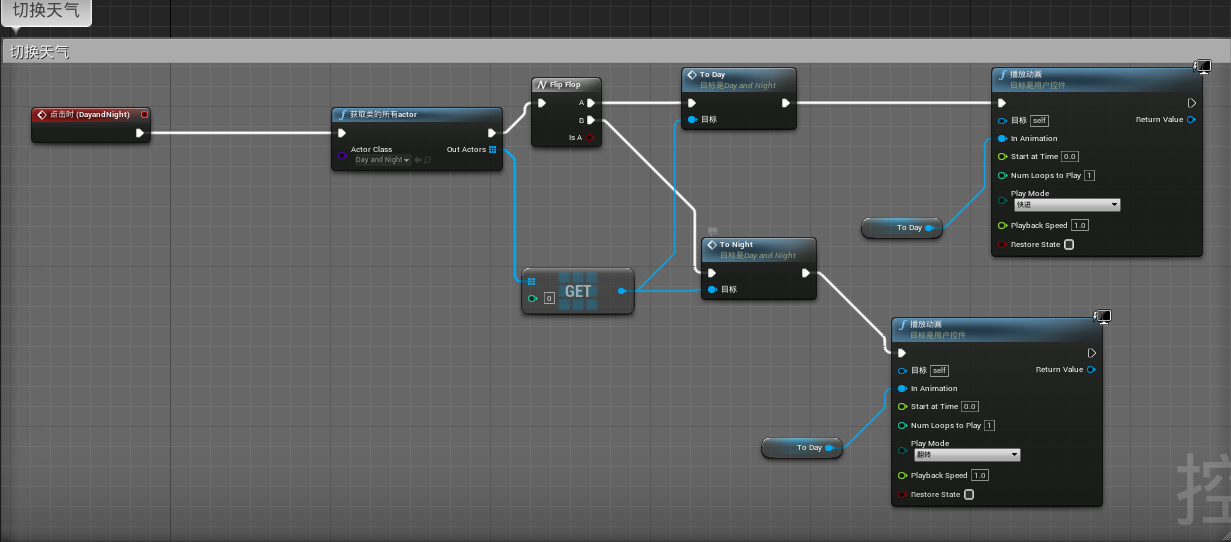 切换天气
切换天气
点击时 (DayandNight)
获取类的所有actor
Actor Class
Day and Night
Out Actors
Flip Flop
A
B
Is A
To Day
目标是Day and Night
目标
播放动画
目标是用户控件
目标 self
Return Value
In Animation
Start at Time 0.0
Num Loops to Play 1
Play Mode
快进
Playback Speed 1.0
Restore State
To Day
To Night
目标是Day and Night
目标
GET
0
播放动画
目标是用户控件
目标 self
Return Value
In Animation
Start at Time 0.0
Num Loops to Play 1
Play Mode
翻转
Playback Speed 1.0
Restore State
To Day
控